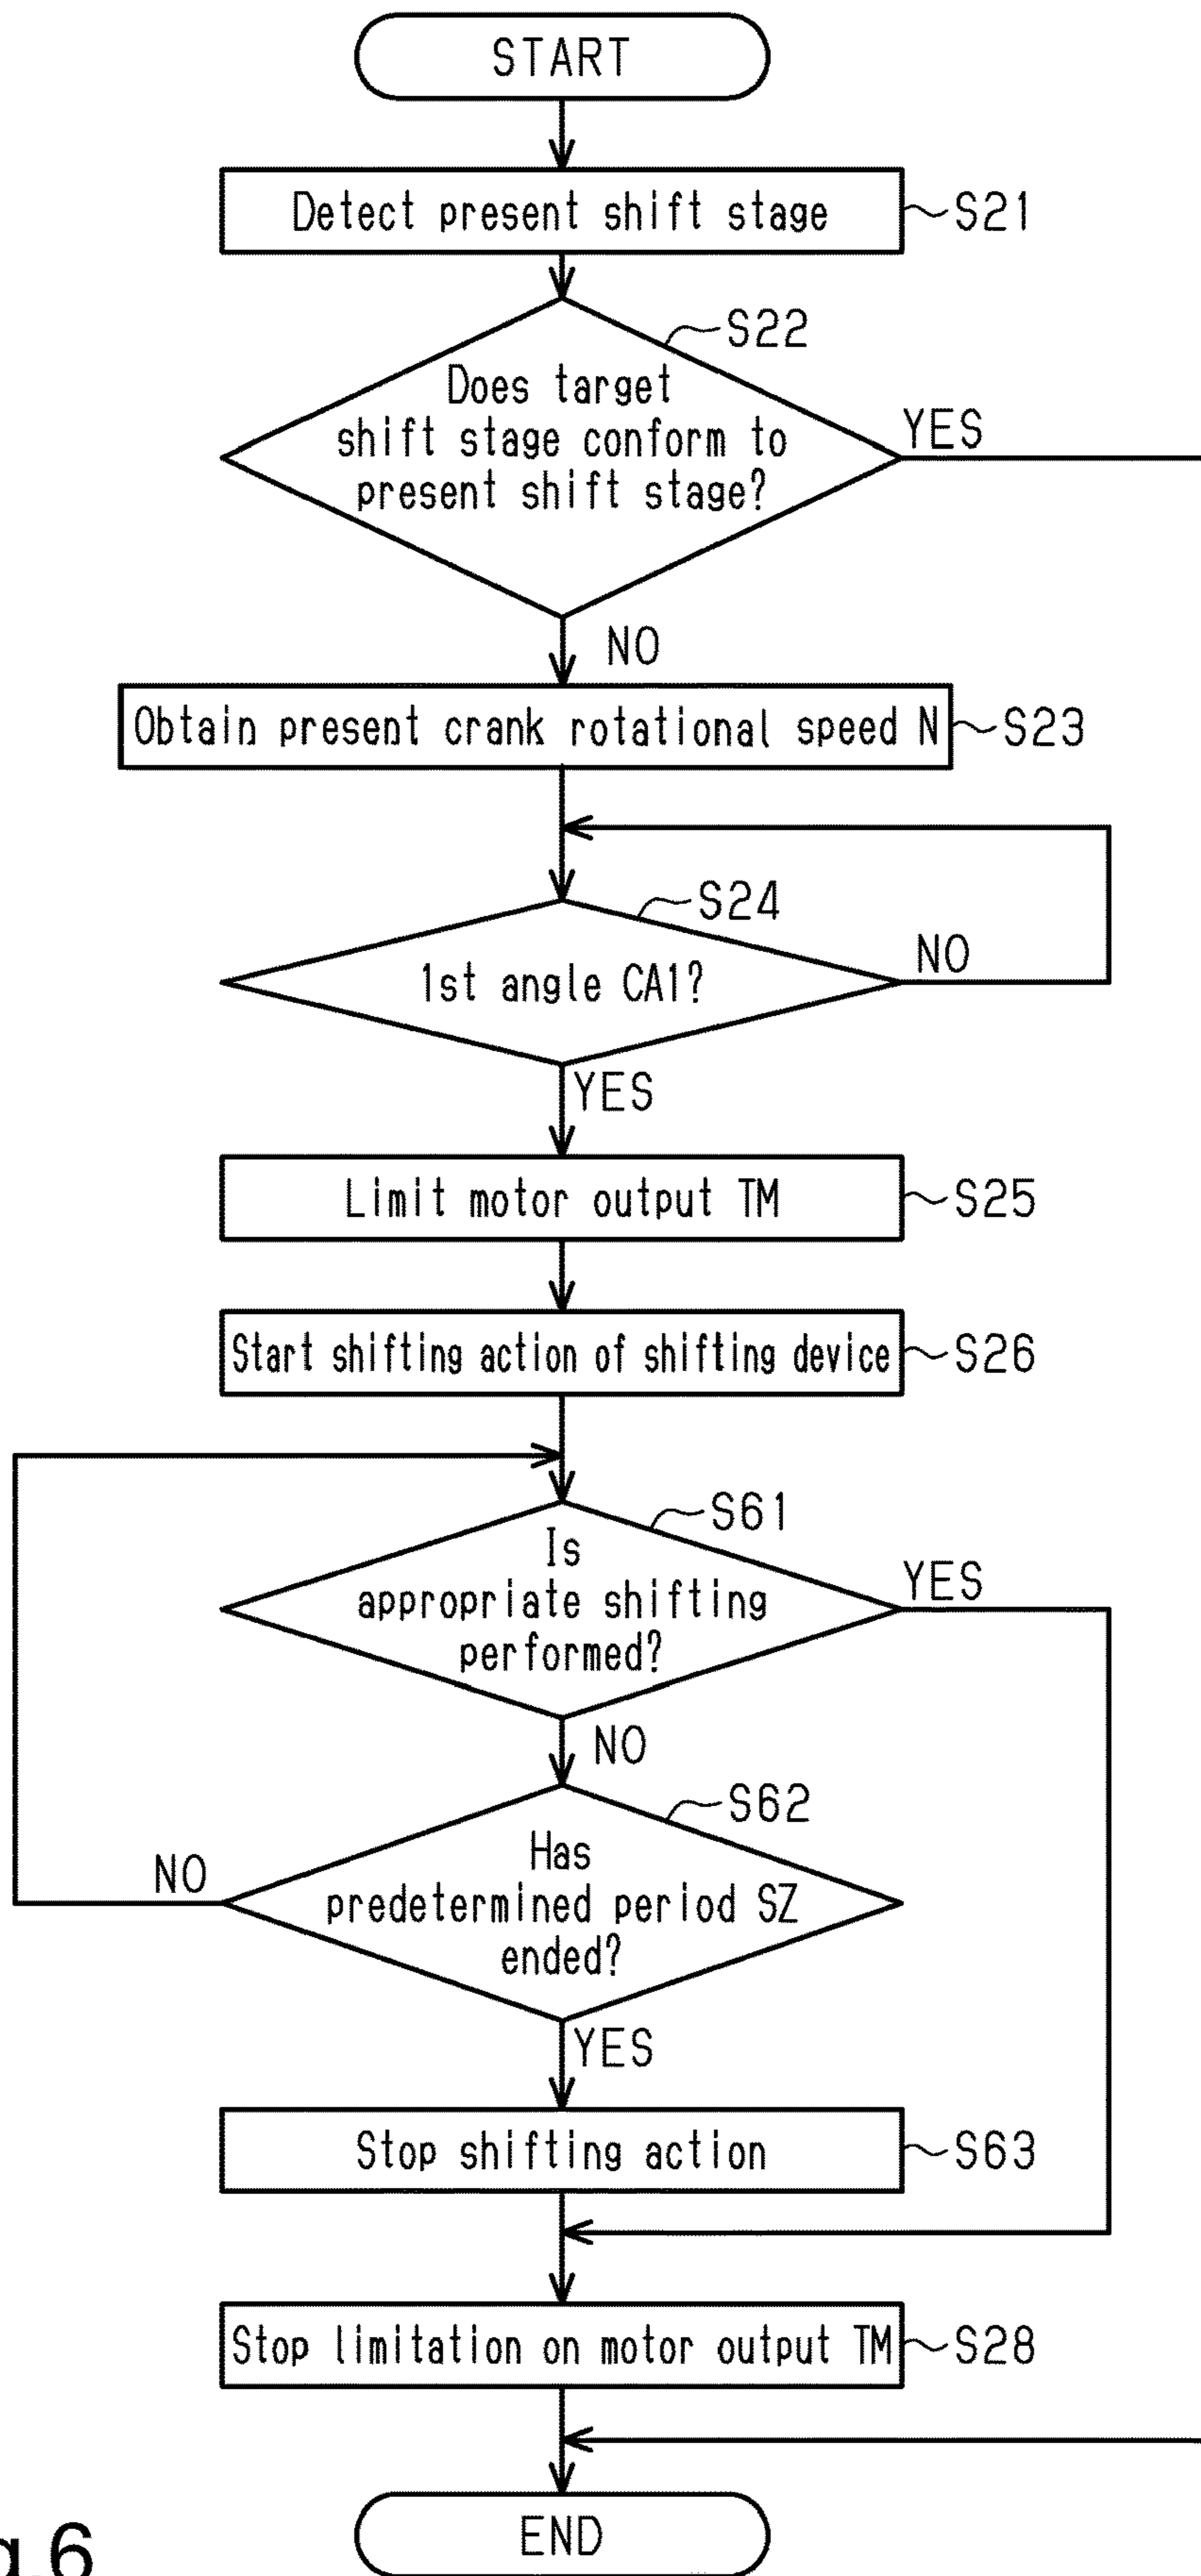 START
Detect present shift stage
S21
S22
Does target
shift stage conform to
present shift stage?
YES
NO
Obtain present crank rotational speed N
S23
S24
1st angle CA1?
NO
YES
Limit motor output TM
S25
Start shifting action of shifting device
S26
S61
Is
appropriate shifting
performed?
YES
NO
S62
Has
predetermined period SZ
ended?
NO
YES
Stop shifting action
S63
Stop limitation on motor output TM
S28
END
g.6